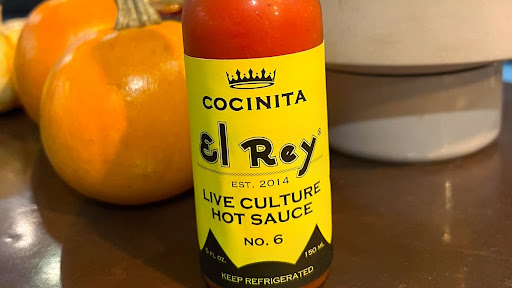 COCINITA
El Rey®
EST. 2014
LIVE CULTURE
HOT SAUCE
NO. 6
5 FL OZ. 150 ML
KEEP REFRIGERATED